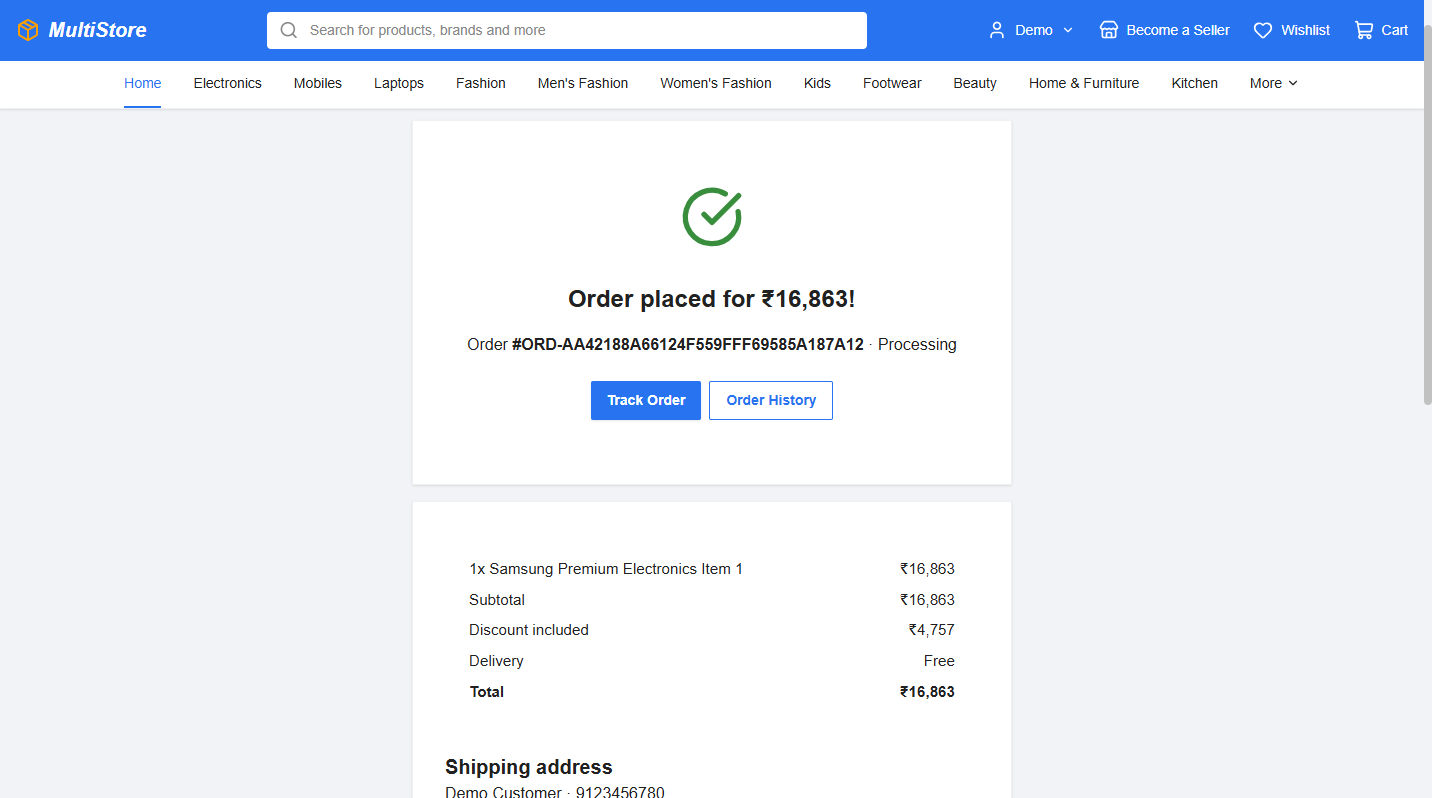 MultiStore
Search for products, brands and more
Demo
Become a Seller
Wishlist
Cart
Home
Electronics
Mobiles
Laptops
Fashion
Men's Fashion
Women's Fashion
Kids
Footwear
Beauty
Home & Furniture
Kitchen
More
Order placed for ₹16,863!
Order #ORD-AA42188A66124F559FFF69585A187A12 · Processing
Track Order
Order History
1x Samsung Premium Electronics Item 1 ₹16,863
Subtotal ₹16,863
Discount included ₹4,757
Delivery Free
Total ₹16,863
Shipping address
Demo Customer · 9123456780